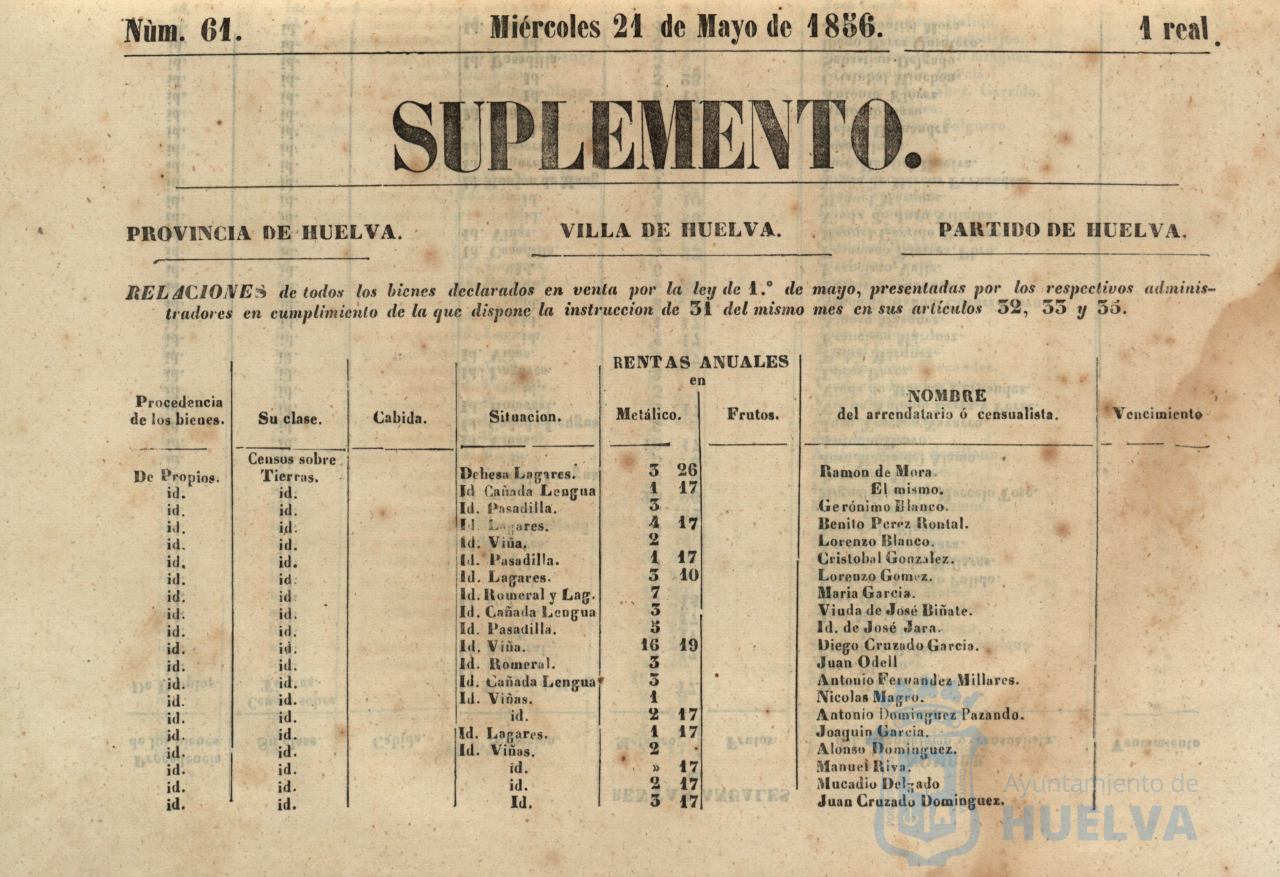 Núm. 61. Miércoles 21 de Mayo de 1856. 1 real.
SUPLEMENTO.
PROVINCIA DE HUELVA. VILLA DE HUELVA. PARTIDO DE HUELVA.
RELACIONES de todos los bienes declarados en venta por la ley de 1.º de mayo, presentadas por los respectivos adminis-
tradores en cumplimiento de la que dispone la instruccion de 31 del mismo mes en sus artículos 32, 33 y 35.
RENTAS ANUALES
en
Procedencia
de los bienes. Su clase. Cabida. Situacion. Metálico. Frutos. NOMBRE
del arrendatario ó censualista. Vencimiento
Censos sobre
De Propios. Tierras. Dehesa Lagares. 3 26 Ramon de Mora
id. id. Id Cañada Lengua 1 17 El mismo.
id. id. Id. Pasadilla. 3 Gerónimo Blanco.
id. id. Id. Lagares. 4 17 Benito Perez Rontal.
id. id. Id. Viña. 2 Lorenzo Blanco.
id. id. Id. Pasadilla. 1 17 Cristobal Gonzalez.
id. id. Id. Lagares. 3 10 Lorenzo Gomez.
id. id. Id. Romeral y Lag. 7 Maria Garcia.
id. id. Id. Cañada Lengua 3 Viuda de José Biñate.
id. id. Id. Pasadilla. 5 Id. de José Jara.
id. id. Id. Viña. 16 19 Diego Cruzado Garcia.
id. id. Id. Romeral. 3 Juan Odell
id. id. Id. Cañada Lengua 3 Antonio Fernandez Millares.
id. id. Id. Viñas. 1 Nicolas Magro.
id. id. id. 2 17 Antonio Dominguez Pazando.
id. id. Id. Lagares. 1 17 Joaquin Garcia.
id. id. Id. Viñas. 2 Alonso Dominguez.
id. id. id. » 17 Manuel Riva.
id. id. id. 2 17 Mucadio Delgado
id. id. Id. 3 17 Juan Cruzado Dominguez.
Ayuntamiento de
HUELVA